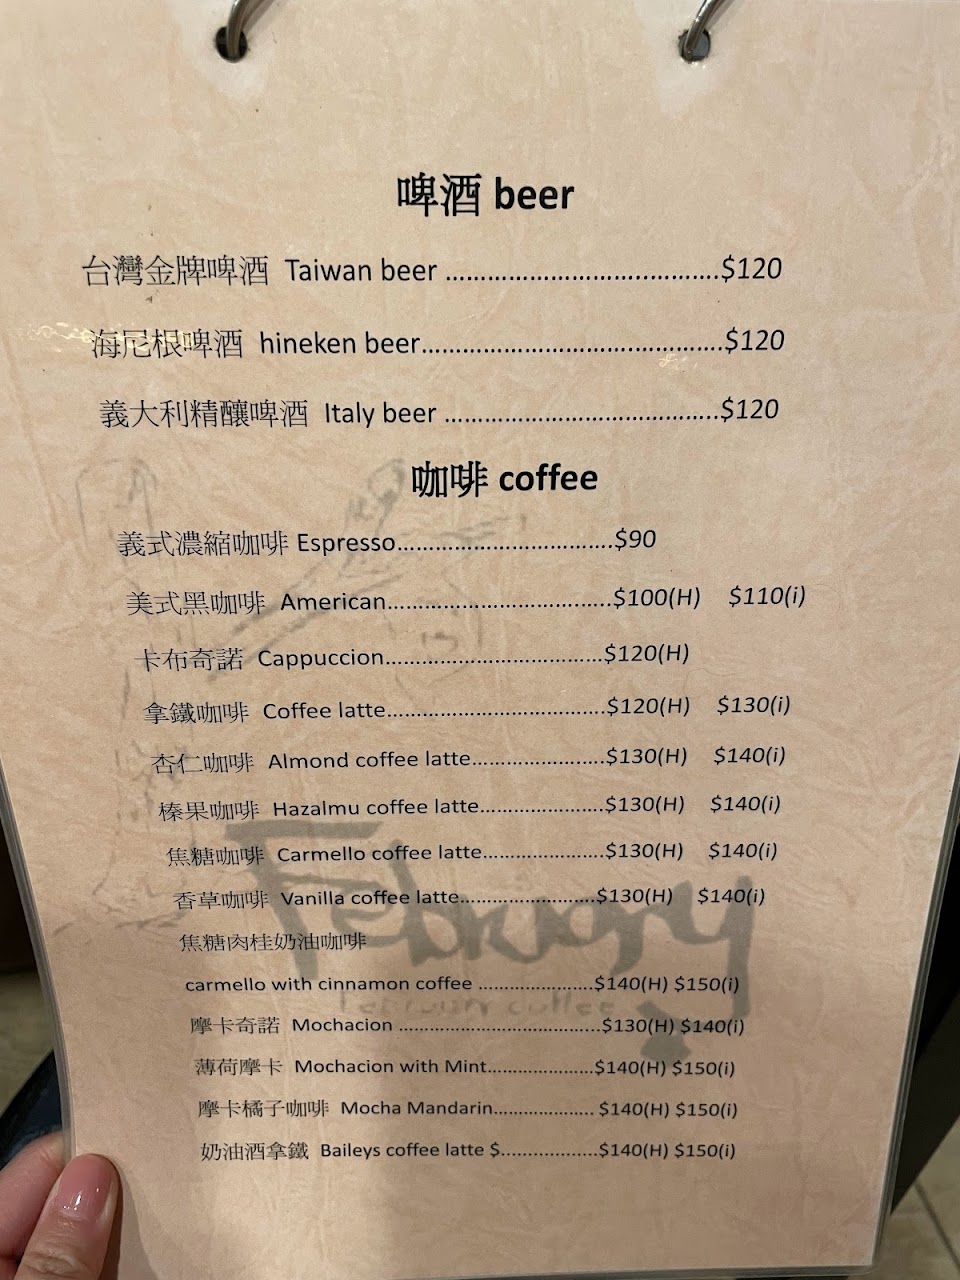 啤酒 beer
台灣金牌啤酒 Taiwan beer ......................................$120
海尼根啤酒 hineken beer..........................................$120
義大利精釀啤酒 Italy beer ......................................$120
咖啡 coffee
義式濃縮咖啡 Espresso................................$90
美式黑咖啡 American.................................$100(H) $110(i)
卡布奇諾 Cappuccion.................................$120(H)
拿鐵咖啡 Coffee latte.................................$120(H) $130(i)
杏仁咖啡 Almond coffee latte.....................$130(H) $140(i)
榛果咖啡 Hazalmu coffee latte....................$130(H) $140(i)
焦糖咖啡 Carmello coffee latte....................$130(H) $140(i)
香草咖啡 Vanilla coffee latte.......................$130(H) $140(i)
焦糖肉桂奶油咖啡
carmello with cinnamon coffee .....................$140(H) $150(i)
摩卡奇諾 Mochacion ....................................$130(H) $140(i)
薄荷摩卡 Mochacion with Mint.....................$140(H) $150(i)
摩卡橘子咖啡 Mocha Mandarin.................... $140(H) $150(i)
奶油酒拿鐵 Baileys coffee latte $...................$140(H) $150(i)
February